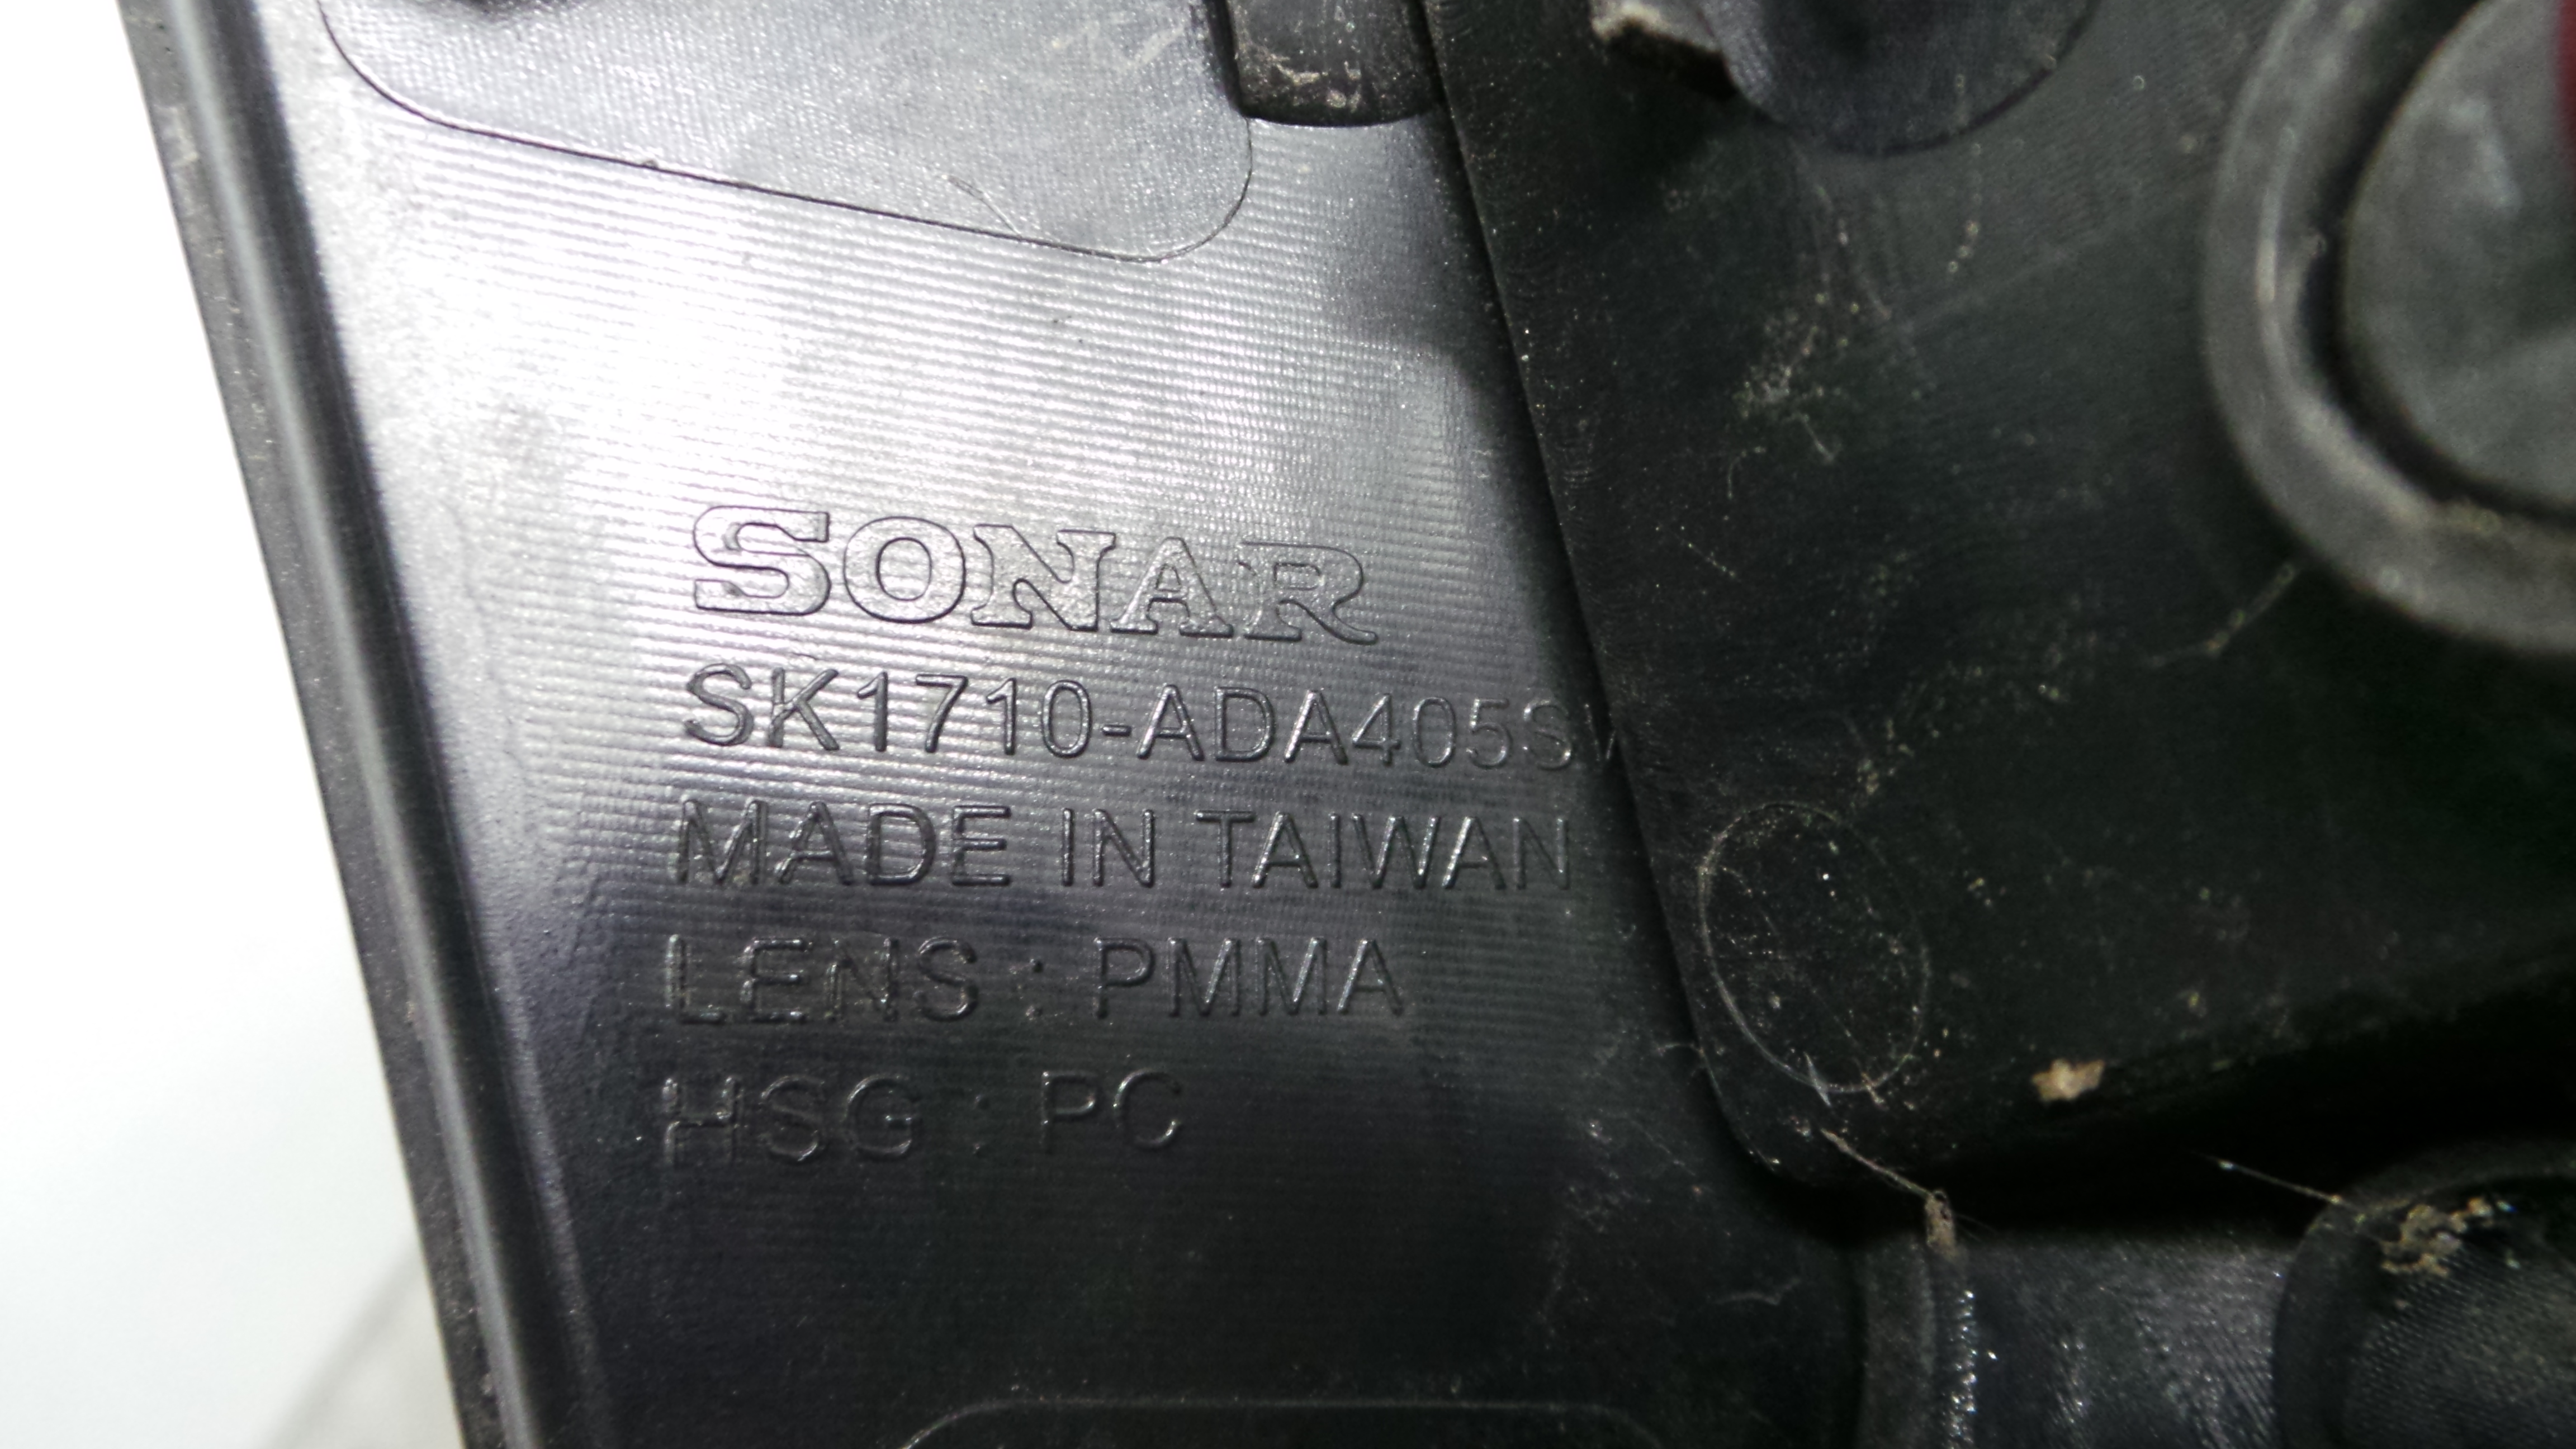 SONAR
SK1710-ADA405S
MADE IN TAIWAN
LENS : PMMA
HSG : PC